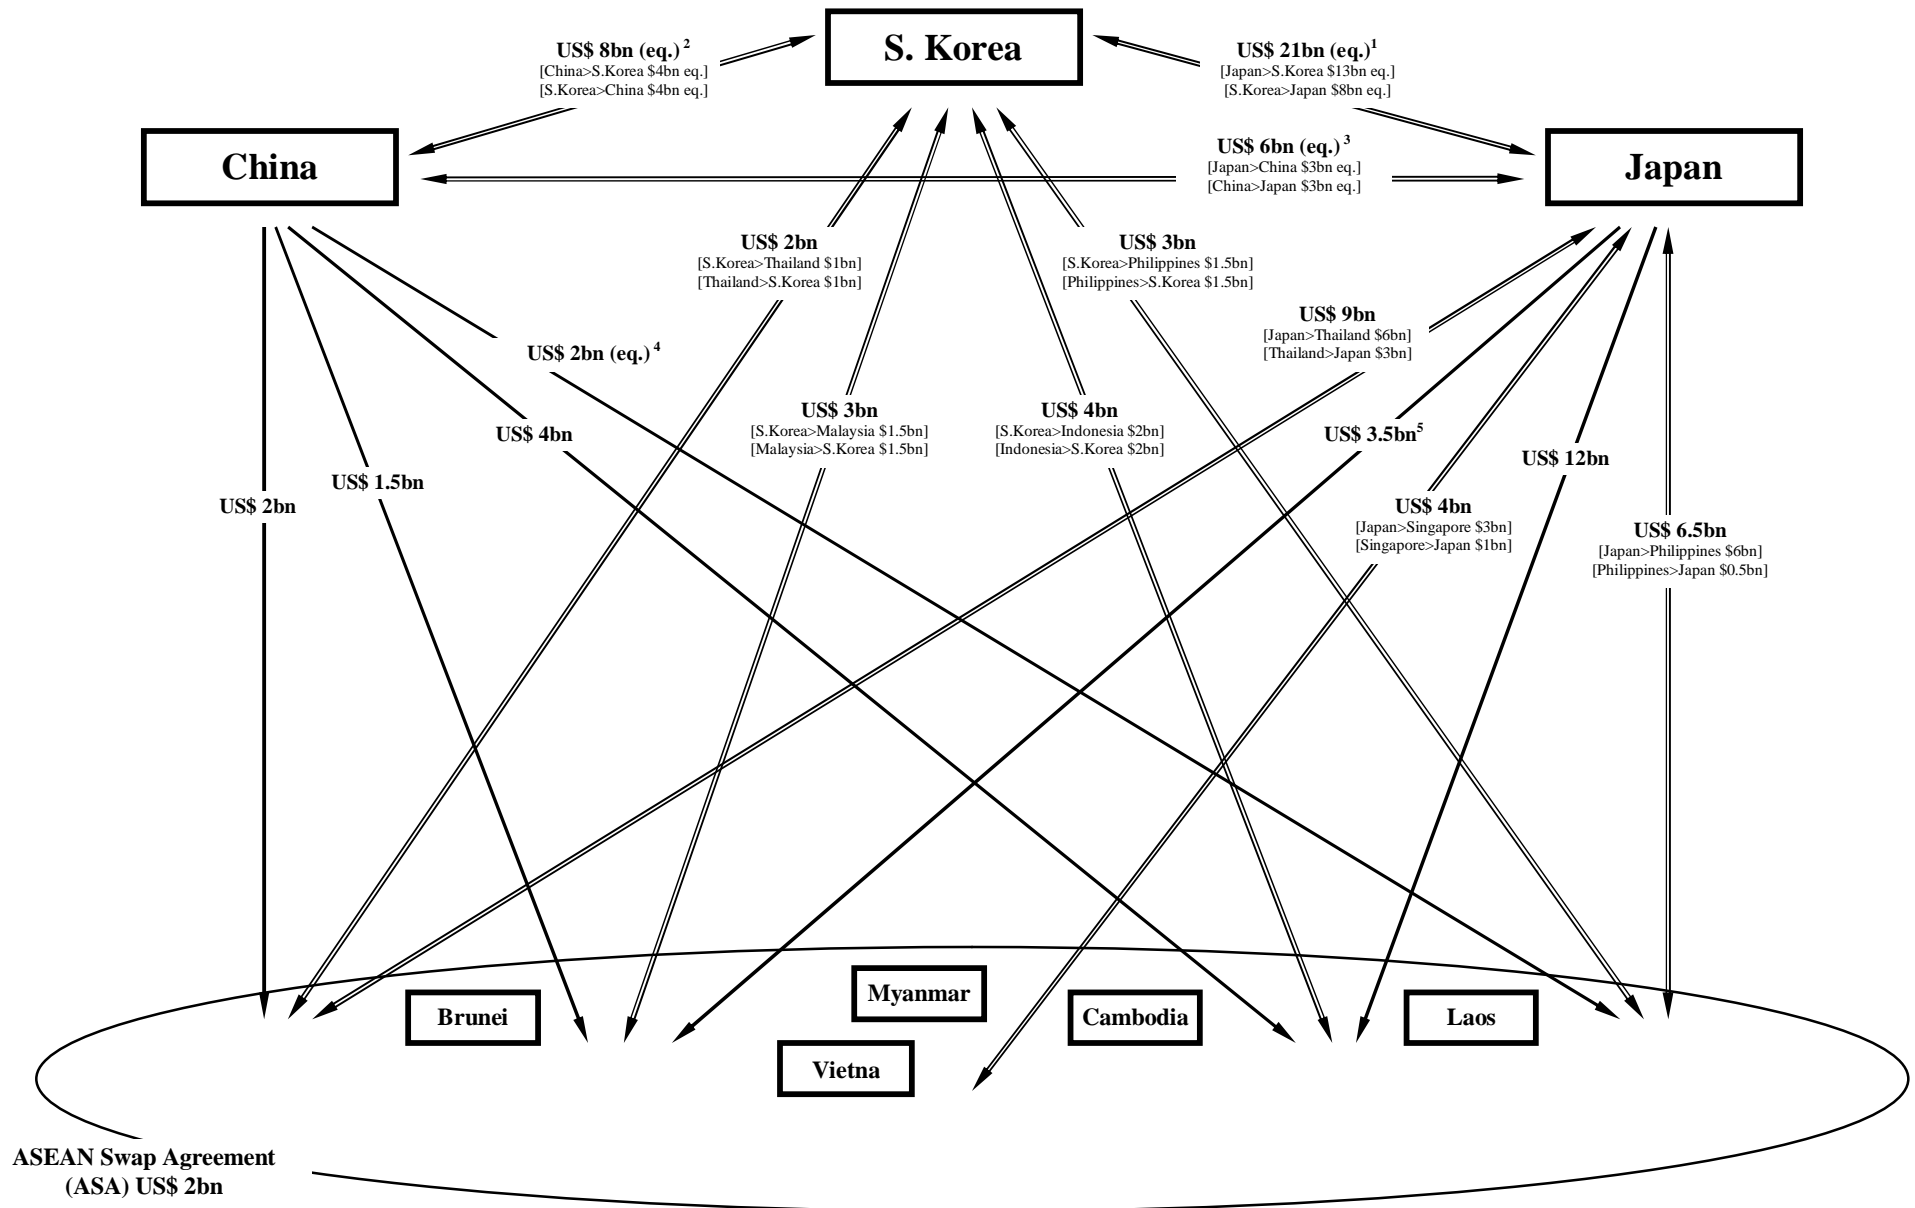 S. Korea
US$ 8bn (eq.) 2
[China>S.Korea $4bn eq.]
[S.Korea>China $4bn eq.]
US$ 21bn (eq.)1
[Japan>S.Korea $13bn eq.]
[S.Korea>Japan $8bn eq.]
China
US$ 6bn (eq.) 3
[Japan>China $3bn eq.]
[China>Japan $3bn eq.]
Japan
US$ 2bn
[S.Korea>Thailand $1bn]
[Thailand>S.Korea $1bn]
US$ 3bn
[S.Korea>Philippines $1.5bn]
[Philippines>S.Korea $1.5bn]
US$ 9bn
[Japan>Thailand $6bn]
[Thailand>Japan $3bn]
US$ 2bn (eq.) 4
US$ 3bn
[S.Korea>Malaysia $1.5bn]
[Malaysia>S.Korea $1.5bn]
US$ 4bn
[S.Korea>Indonesia $2bn]
[Indonesia>S.Korea $2bn]
US$ 4bn
US$ 3.5bn5
US$ 12bn
US$ 1.5bn
US$ 2bn
US$ 4bn
[Japan>Singapore $3bn]
[Singapore>Japan $1bn]
US$ 6.5bn
[Japan>Philippines $6bn]
[Philippines>Japan $0.5bn]
Myanmar
Brunei
Cambodia
Laos
Vietna
ASEAN Swap Agreement
(ASA) US$ 2bn